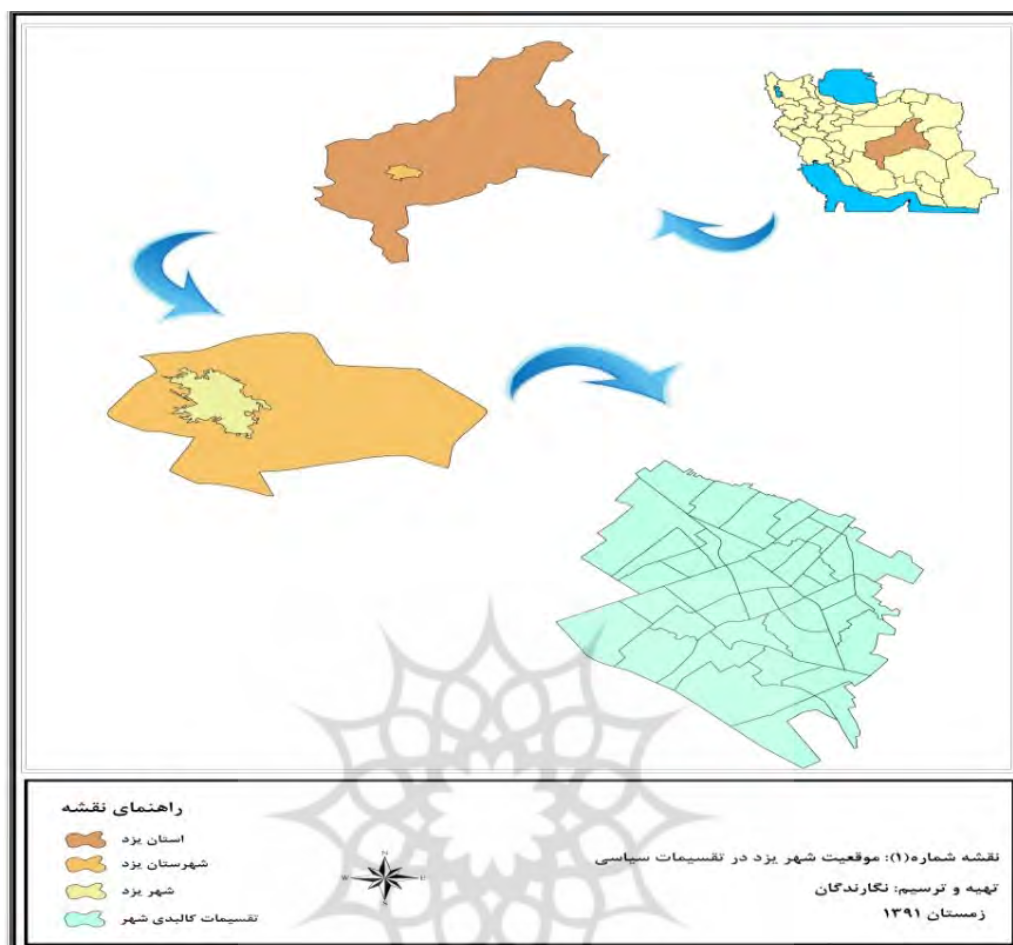 راهنمای نقشه
استان یزد
شهرستان یزد
شهر یزد
تقسیمات کالبدی شهر
N
W
S
نقشه شماره(۱): موقعیت شهر یزد در تقسیمات سیاسی
تهیه و ترسیم: نگارندگان
زمستان ۱۳۹۱